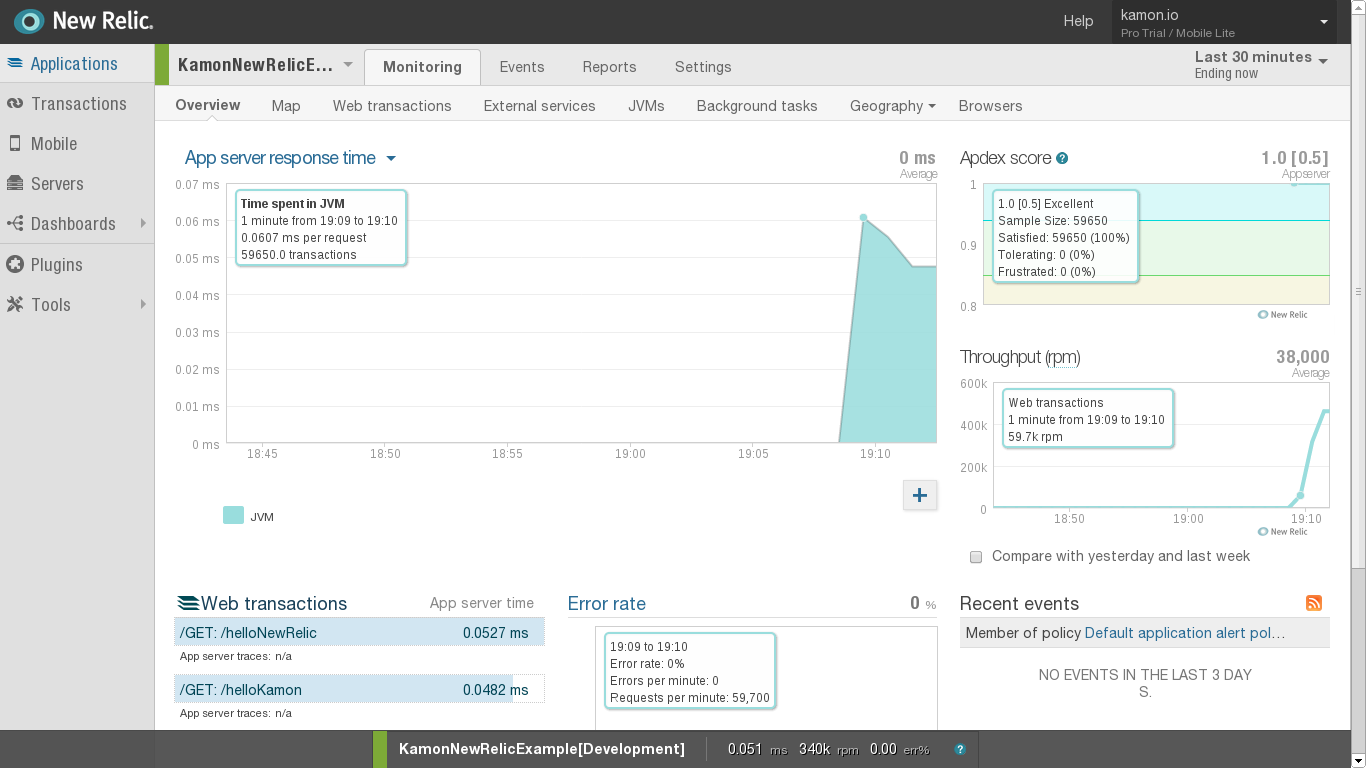 New Relic.
Help
kamon.io
Pro Trial / Mobile Lite
Applications
Transactions
Mobile
Servers
Dashboards
Plugins
Tools
KamonNewRelicE...
Monitoring
Events
Reports
Settings
Last 30 minutes
Ending now
Overview
Map
Web transactions
External services
JVMs
Background tasks
Geography
Browsers
App server response time
0 ms
Average
0.07 ms
0.06 ms
0.05 ms
0.04 ms
0.03 ms
0.02 ms
0.01 ms
0 ms
Time spent in JVM
1 minute from 19:09 to 19:10
0.0607 ms per request
59650.0 transactions
18:45
18:50
18:55
19:00
19:05
19:10
+
JVM
Apdex score ?
1.0 [0.5]
Appserver
1
0.9
0.8
1.0 [0.5] Excellent
Sample Size: 59650
Satisfied: 59650 (100%)
Tolerating: 0 (0%)
Frustrated: 0 (0%)
New Relic
Throughput (rpm)
38,000
Average
600k
400k
200k
0
Web transactions
1 minute from 19:09 to 19:10
59.7k rpm
18:50
19:00
19:10
New Relic
Compare with yesterday and last week
Web transactions
App server time
/GET: /helloNewRelic 0.0527 ms
App server traces: n/a
/GET: /helloKamon 0.0482 ms
App server traces: n/a
Error rate
0 %
19:09 to 19:10
Error rate: 0%
Errors per minute: 0
Requests per minute: 59,700
Recent events
Member of policy Default application alert pol...
NO EVENTS IN THE LAST 3 DAY
S.
KamonNewRelicExample[Development]
0.051 ms 340k rpm 0.00 err% ?